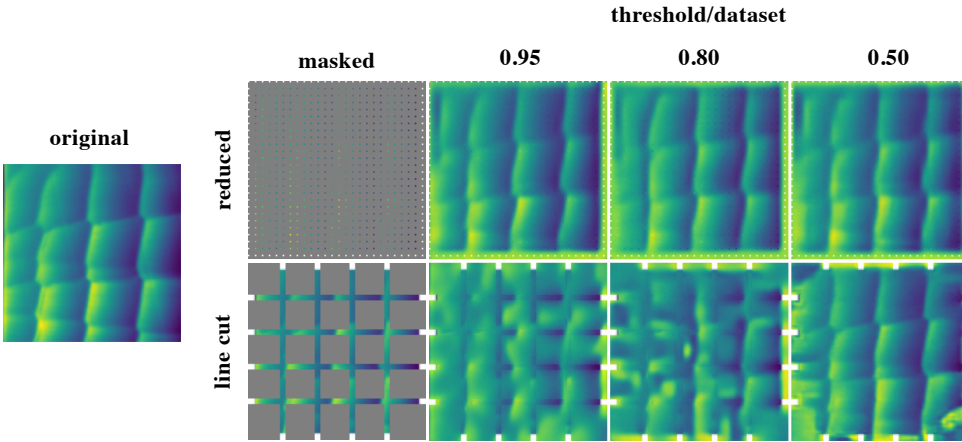 threshold/dataset
masked 0.95 0.80 0.50
original
reduced
line cut